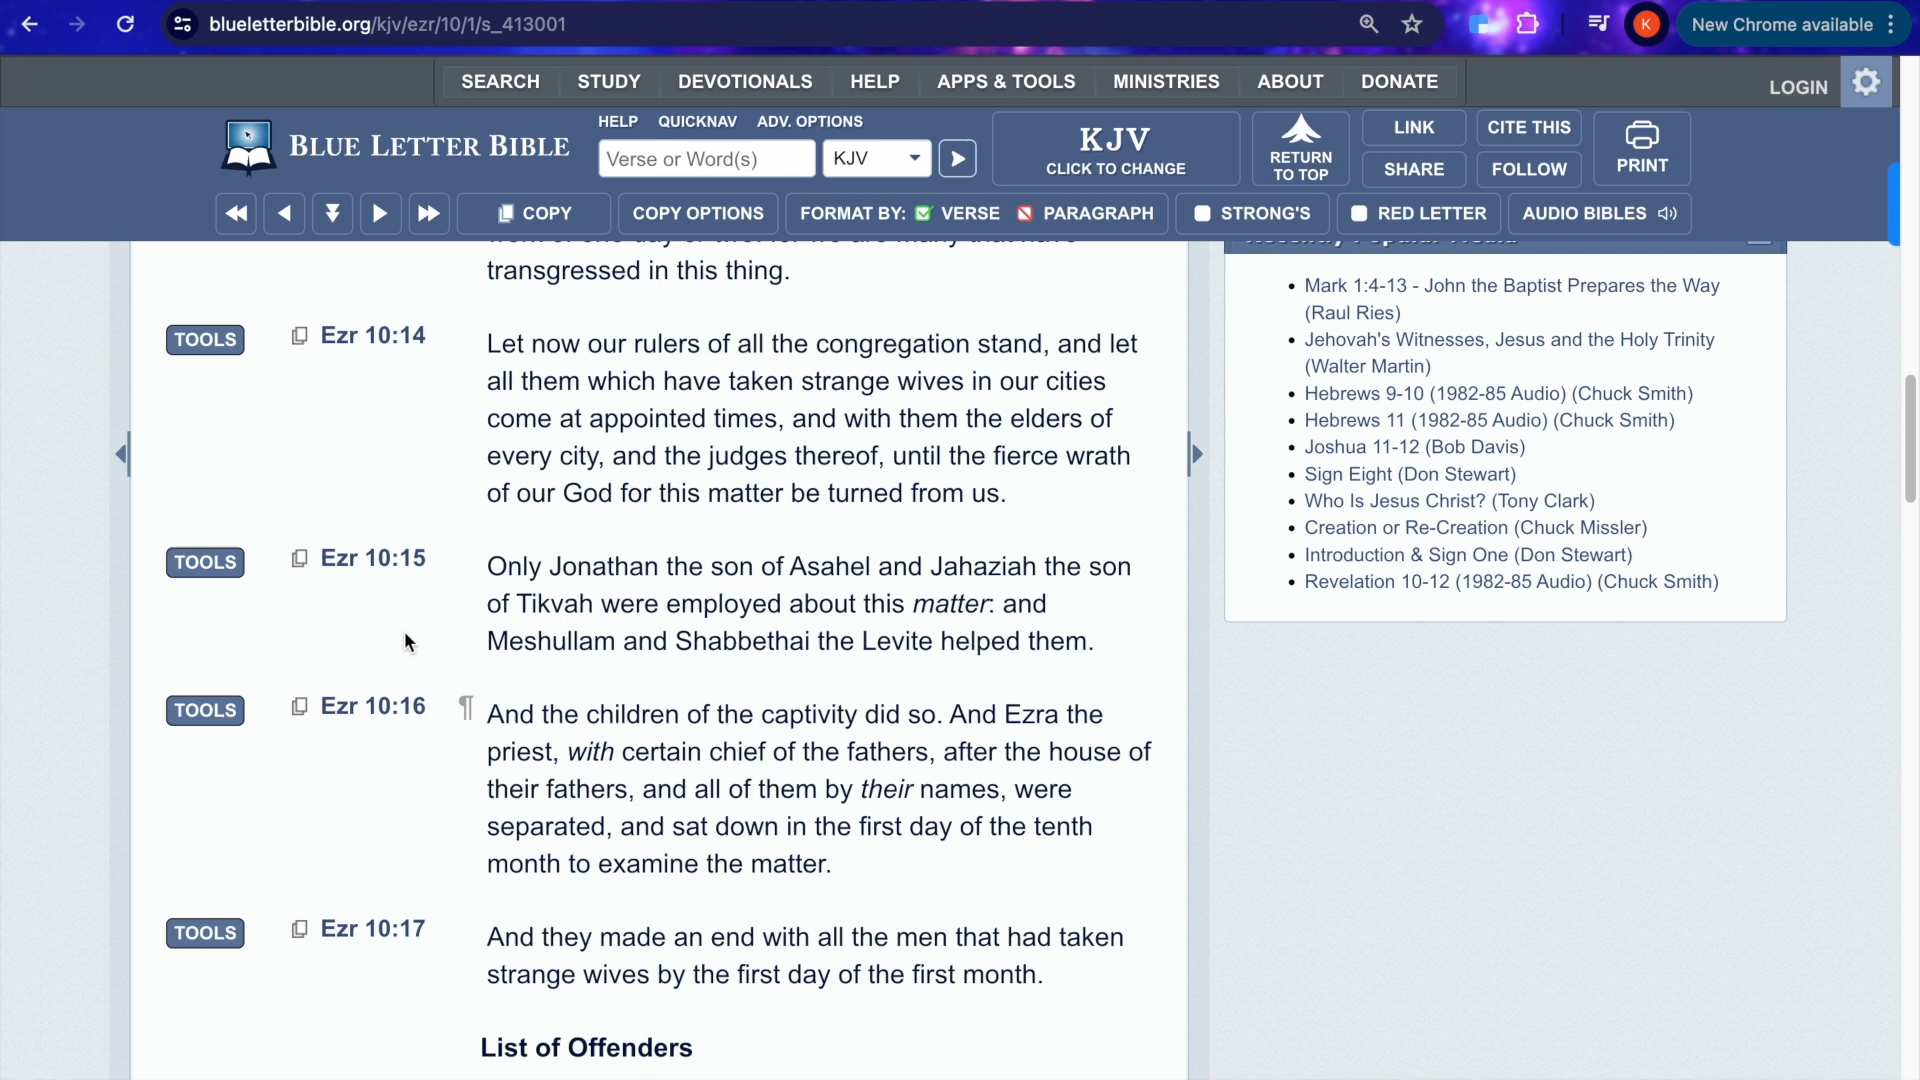 blueletterbible.org/kjv/ezr/10/1/s_413001
K
New Chrome available
SEARCH STUDY DEVOTIONALS HELP APPS & TOOLS MINISTRIES ABOUT DONATE
LOGIN
BLUE LETTER BIBLE
HELP QUICKNAV ADV. OPTIONS
Verse or Word(s)
KJV
KJV
CLICK TO CHANGE
RETURN
TO TOP
LINK
CITE THIS
SHARE
FOLLOW
PRINT
COPY
COPY OPTIONS
FORMAT BY: VERSE PARAGRAPH
STRONG'S
RED LETTER
AUDIO BIBLES
transgressed in this thing.
TOOLS
Ezr 10:14
Let now our rulers of all the congregation stand, and let
all them which have taken strange wives in our cities
come at appointed times, and with them the elders of
every city, and the judges thereof, until the fierce wrath
of our God for this matter be turned from us.
TOOLS
Ezr 10:15
Only Jonathan the son of Asahel and Jahaziah the son
of Tikvah were employed about this matter: and
Meshullam and Shabbethai the Levite helped them.
TOOLS
Ezr 10:16
¶ And the children of the captivity did so. And Ezra the
priest, with certain chief of the fathers, after the house of
their fathers, and all of them by their names, were
separated, and sat down in the first day of the tenth
month to examine the matter.
TOOLS
Ezr 10:17
And they made an end with all the men that had taken
strange wives by the first day of the first month.
List of Offenders
• Mark 1:4-13 - John the Baptist Prepares the Way
(Raul Ries)
• Jehovah's Witnesses, Jesus and the Holy Trinity
(Walter Martin)
• Hebrews 9-10 (1982-85 Audio) (Chuck Smith)
• Hebrews 11 (1982-85 Audio) (Chuck Smith)
• Joshua 11-12 (Bob Davis)
• Sign Eight (Don Stewart)
• Who Is Jesus Christ? (Tony Clark)
• Creation or Re-Creation (Chuck Missler)
• Introduction & Sign One (Don Stewart)
• Revelation 10-12 (1982-85 Audio) (Chuck Smith)